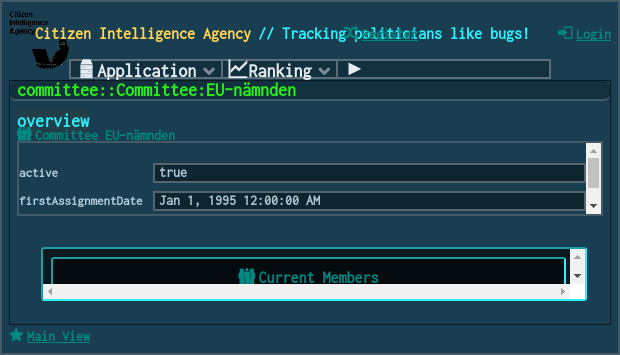 Citizen
Intelligence
Agency
Citizen Intelligence Agency // Tracking politicians like bugs!
Login
Application
Ranking
committee::Committee:EU-nämnden
overview
Committee EU-nämnden
active
true
firstAssignmentDate
Jan 1, 1995 12:00:00 AM
Current Members
Main View